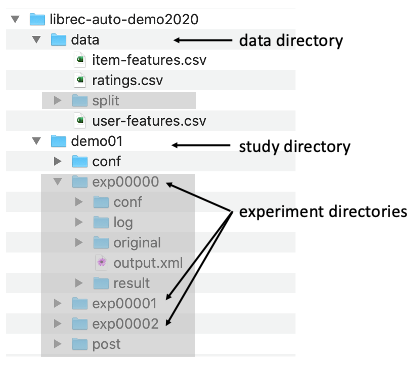 librec-auto-demo2020
data
data directory
item-features.csv
ratings.csv
split
user-features.csv
demo01
study directory
conf
exp00000
conf
experiment directories
log
original
output.xml
result
exp00001
exp00002
post